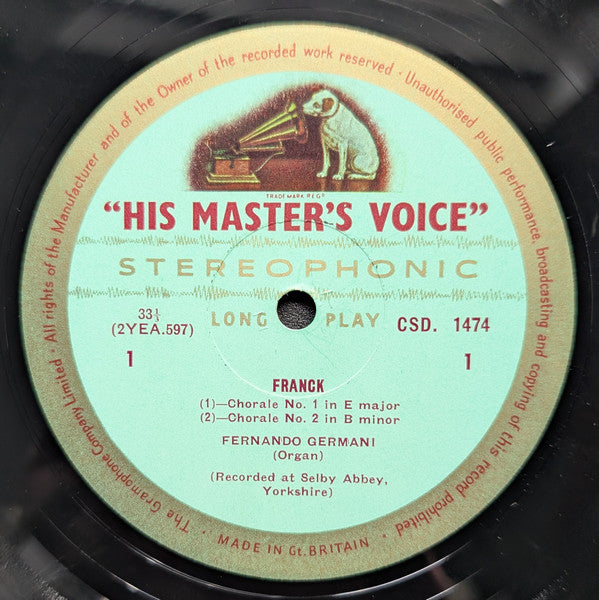 The Gramophone Company Limited · All rights of the Manufacturer and of the Owner of the recorded work reserved · Unauthorised public performance, broadcasting and copying of this record prohibited
TRADE MARK REGD
“HIS MASTER'S VOICE”
STEREOPHONIC
33⅓
(2YEA.597)
LONG PLAY
CSD. 1474
1
1
FRANCK
(1)—Chorale No. 1 in E major
(2)—Chorale No. 2 in B minor
FERNANDO GERMANI
(Organ)
(Recorded at Selby Abbey,
Yorkshire)
· MADE IN Gt. BRITAIN ·